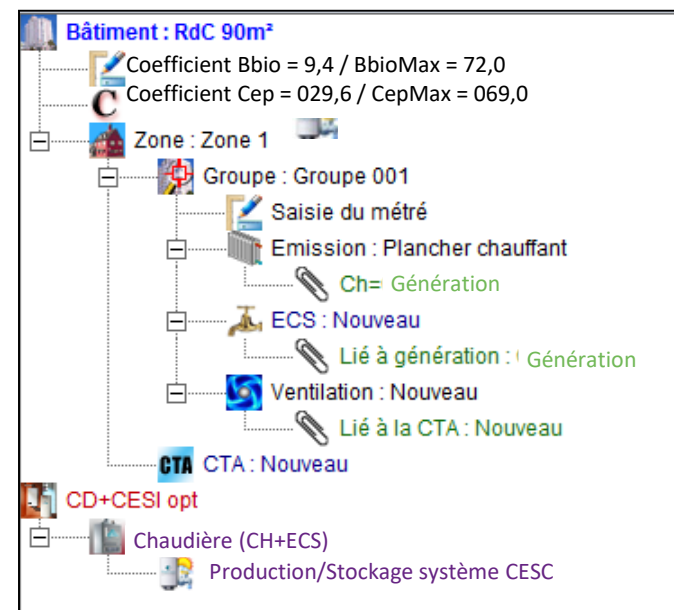 Bâtiment : RdC 90m²
Coefficient Bbio = 9,4 / BbioMax = 72,0
C Coefficient Cep = 029,6 / CepMax = 069,0
Zone : Zone 1
Groupe : Groupe 001
Saisie du métré
Emission : Plancher chauffant
Ch= Génération
ECS : Nouveau
Lié à génération : Génération
Ventilation : Nouveau
Lié à la CTA : Nouveau
CTA CTA : Nouveau
CD+CESI opt
Chaudière (CH+ECS)
Production/Stockage système CESC